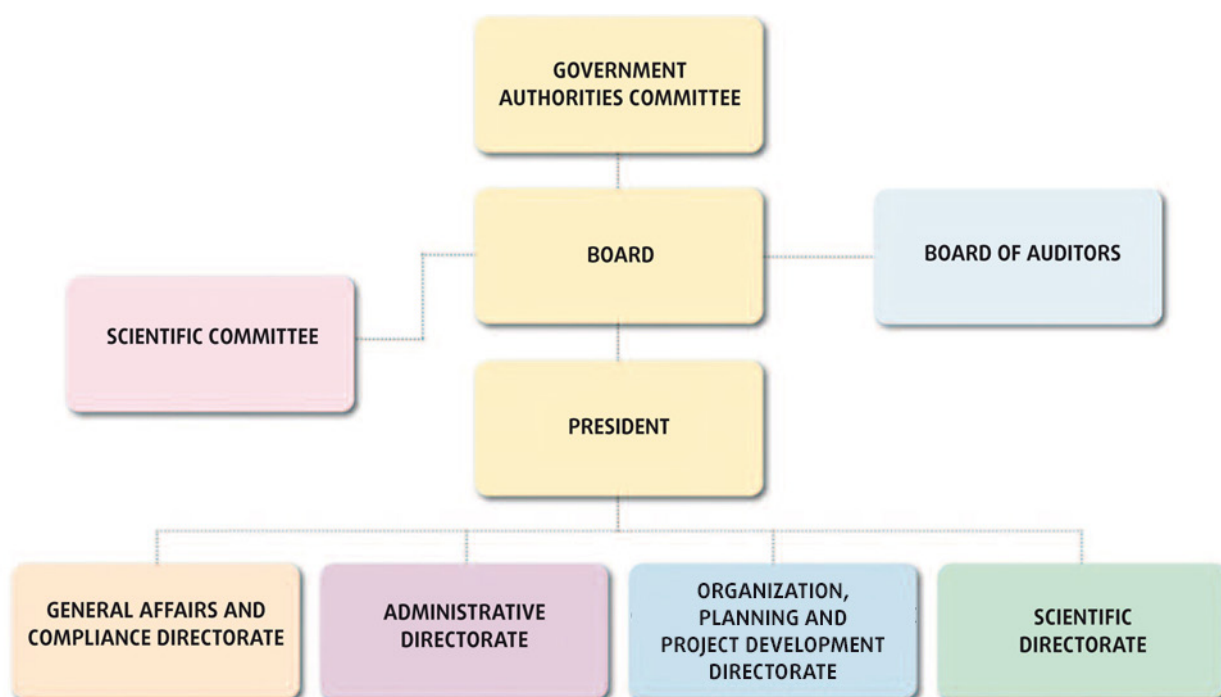 GOVERNMENT
AUTHORITIES COMMITTEE
BOARD
BOARD OF AUDITORS
SCIENTIFIC COMMITTEE
PRESIDENT
GENERAL AFFAIRS AND
COMPLIANCE DIRECTORATE
ADMINISTRATIVE
DIRECTORATE
ORGANIZATION,
PLANNING AND
PROJECT DEVELOPMENT
DIRECTORATE
SCIENTIFIC
DIRECTORATE